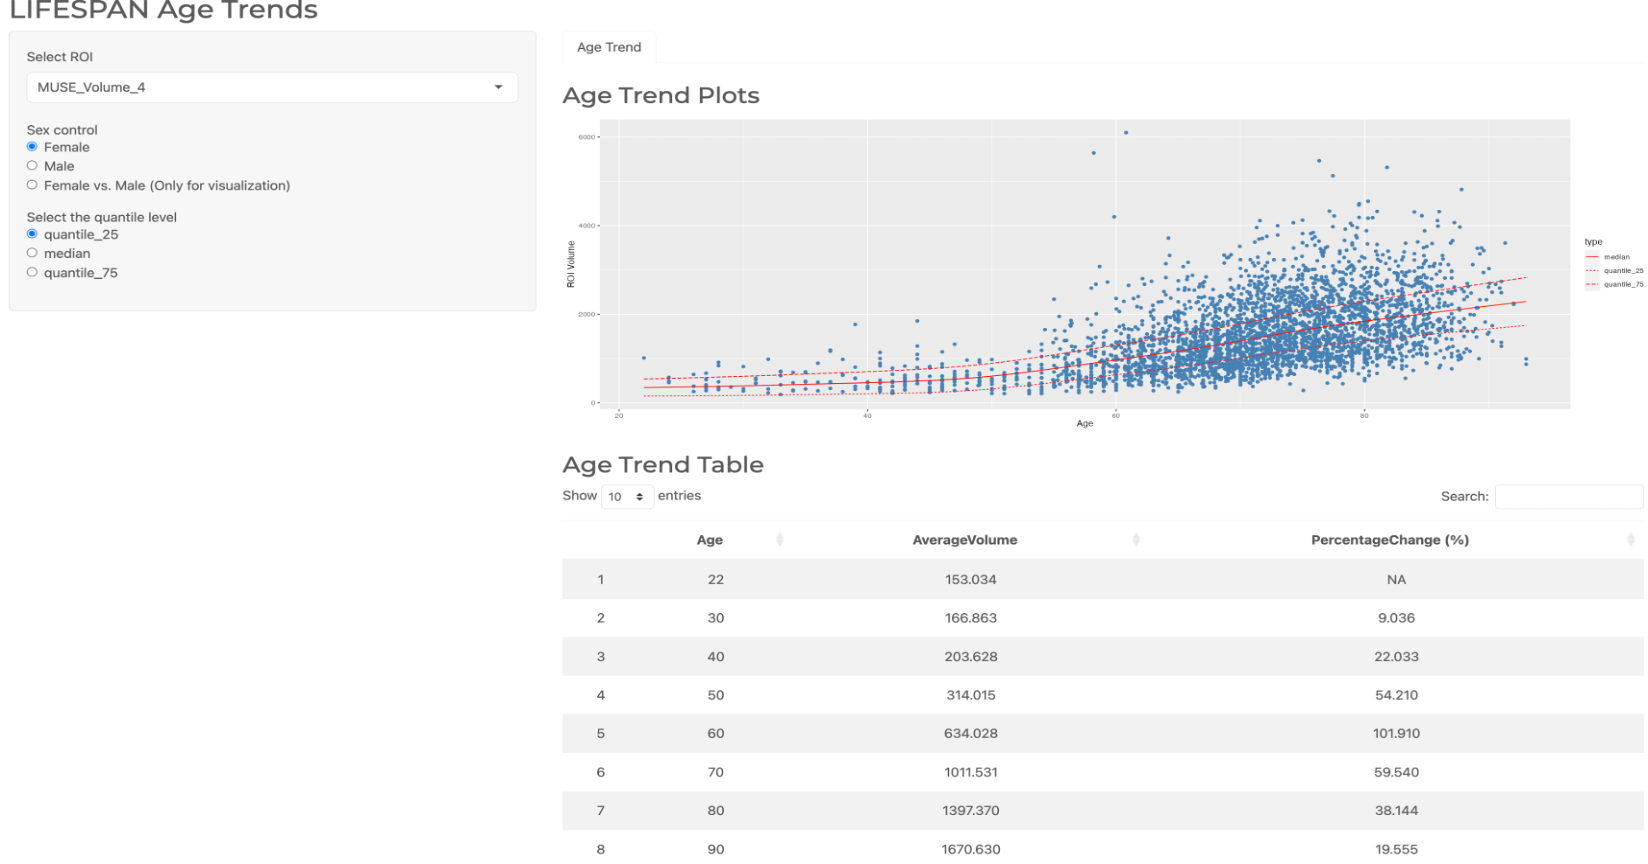 LIFESPAN Age Trends
Select ROI
MUSE_Volume_4
Sex control
Female
Male
Female vs. Male (Only for visualization)
Select the quantile level
quantile_25
median
quantile_75
Age Trend
Age Trend Plots
6000
4000
2000
0
ROI Volume
20 40 60 80
Age
type
median
quantile_25
quantile_75
Age Trend Table
Show 10 entries Search:
Age AverageVolume PercentageChange (%)
1 22 153.034 NA
2 30 166.863 9.036
3 40 203.628 22.033
4 50 314.015 54.210
5 60 634.028 101.910
6 70 1011.531 59.540
7 80 1397.370 38.144
8 90 1670.630 19.555